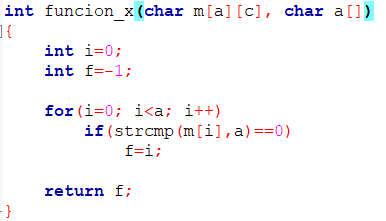 int funcion_x(char m[a][c], char a[])
{
int i=0;
int f=-1;
for(i=0; i<a; i++)
if(strcmp(m[i],a)==0)
f=i;
return f;
}